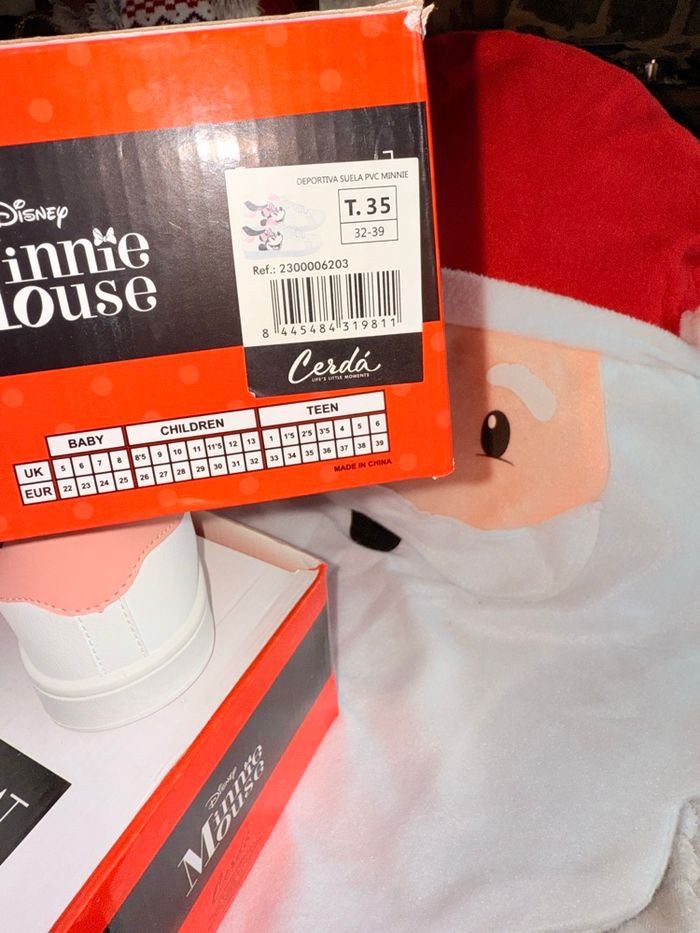 DEPORTIVA SUELA PVC MINNIE
T. 35
32-39
Ref.: 2300006203
8 445484 319811
Cerdá
LIFE'S LITTLE MOMENTS
Disney
Minnie
Mouse
BABY CHILDREN TEEN
UK 5 6 7 8 8'5 9 10 11 11'5 12 13 1 1'5 2'5 3'5 4 5 6
EUR 22 23 24 25 26 27 28 29 30 31 32 33 34 35 36 37 38 39
MADE IN CHINA
Disney
Minnie
Mouse
Cerdá